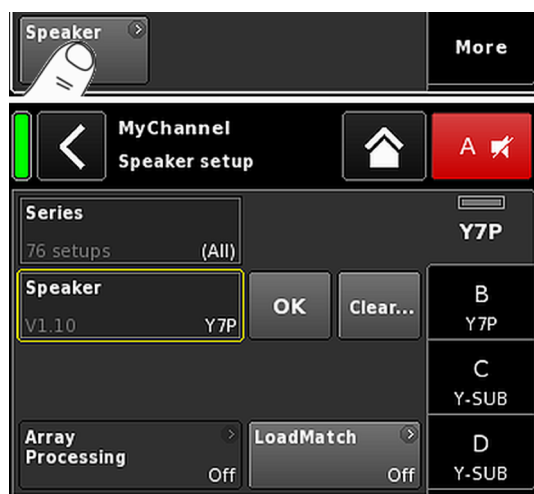 Speaker
More
MyChannel
Speaker setup
A
Series
76 setups (All)
Y7P
Speaker
V1.10 Y7P
OK
Clear...
B
Y7P
C
Y-SUB
Array
Processing
Off
LoadMatch
Off
D
Y-SUB